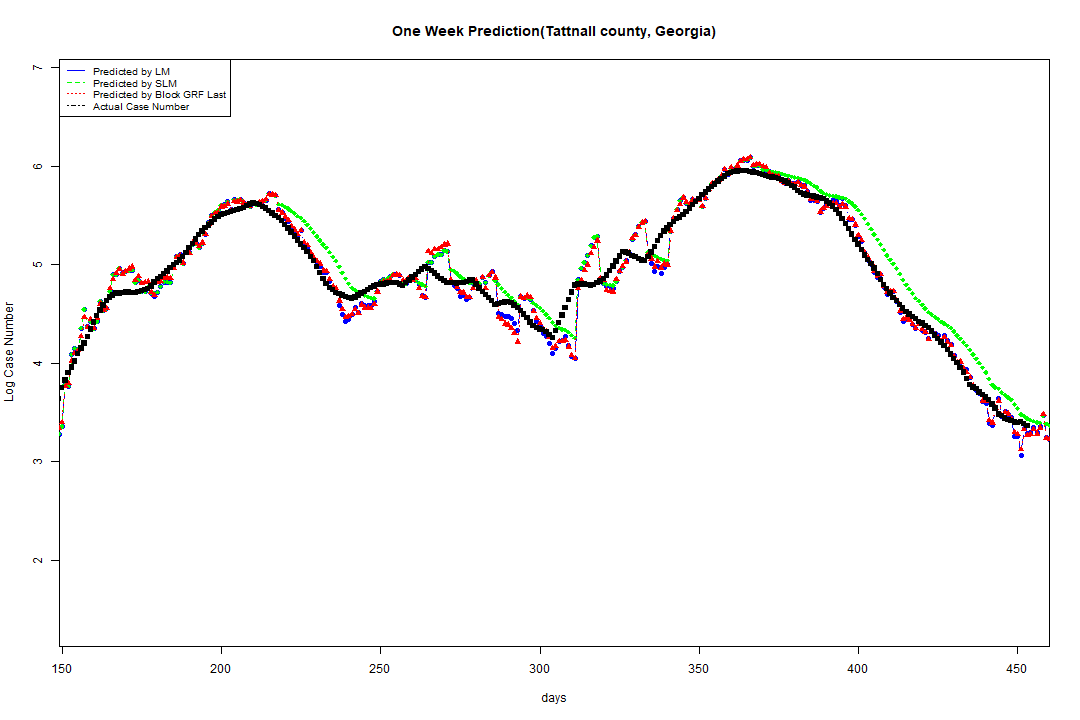 One Week Prediction(Tattnall county, Georgia)
Predicted by LM
Predicted by SLM
Predicted by Block GRF Last
Actual Case Number
7
6
5
4
3
2
Log Case Number
150 200 250 300 350 400 450
days